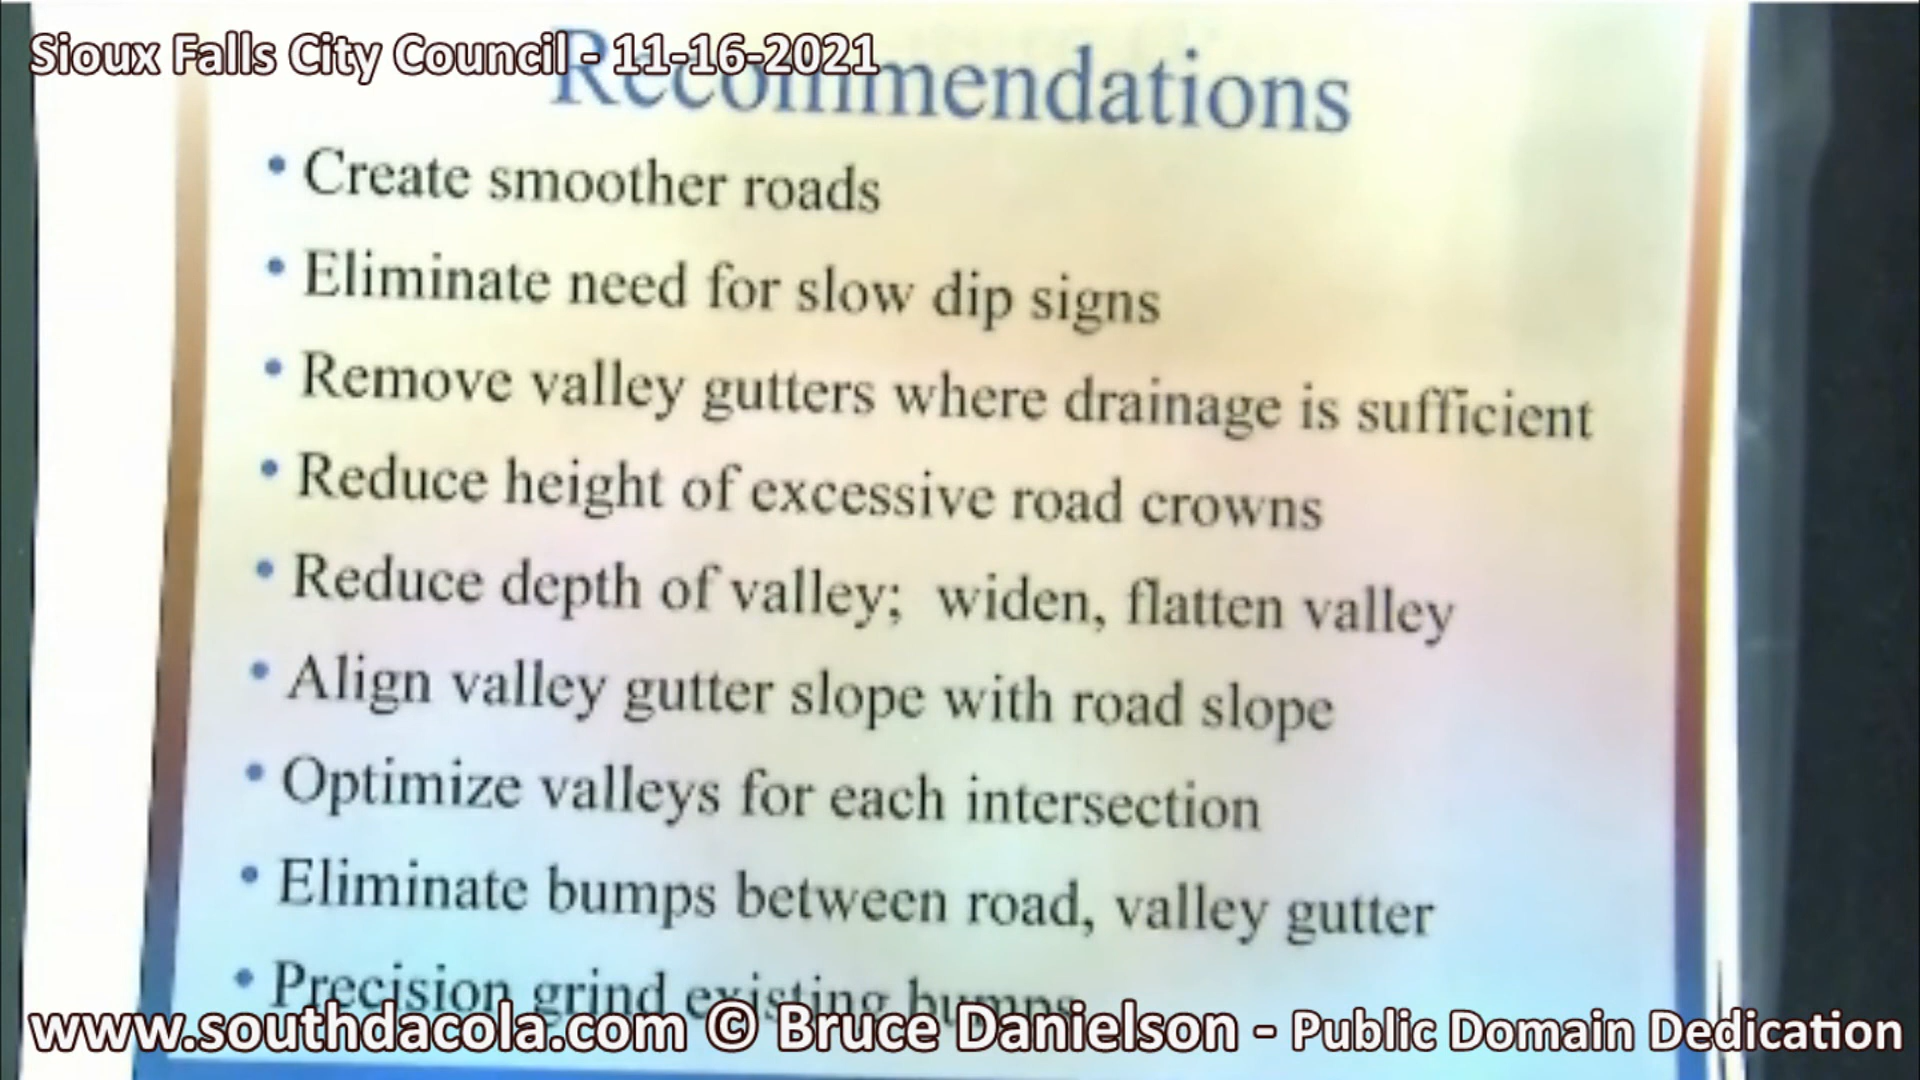 Sioux Falls City Council - 11-16-2021
Recommendations
• Create smoother roads
• Eliminate need for slow dip signs
• Remove valley gutters where drainage is sufficient
• Reduce height of excessive road crowns
• Reduce depth of valley; widen, flatten valley
• Align valley gutter slope with road slope
• Optimize valleys for each intersection
• Eliminate bumps between road, valley gutter
• Precision grind existing bumps
www.southdacola.com © Bruce Danielson - Public Domain Dedication